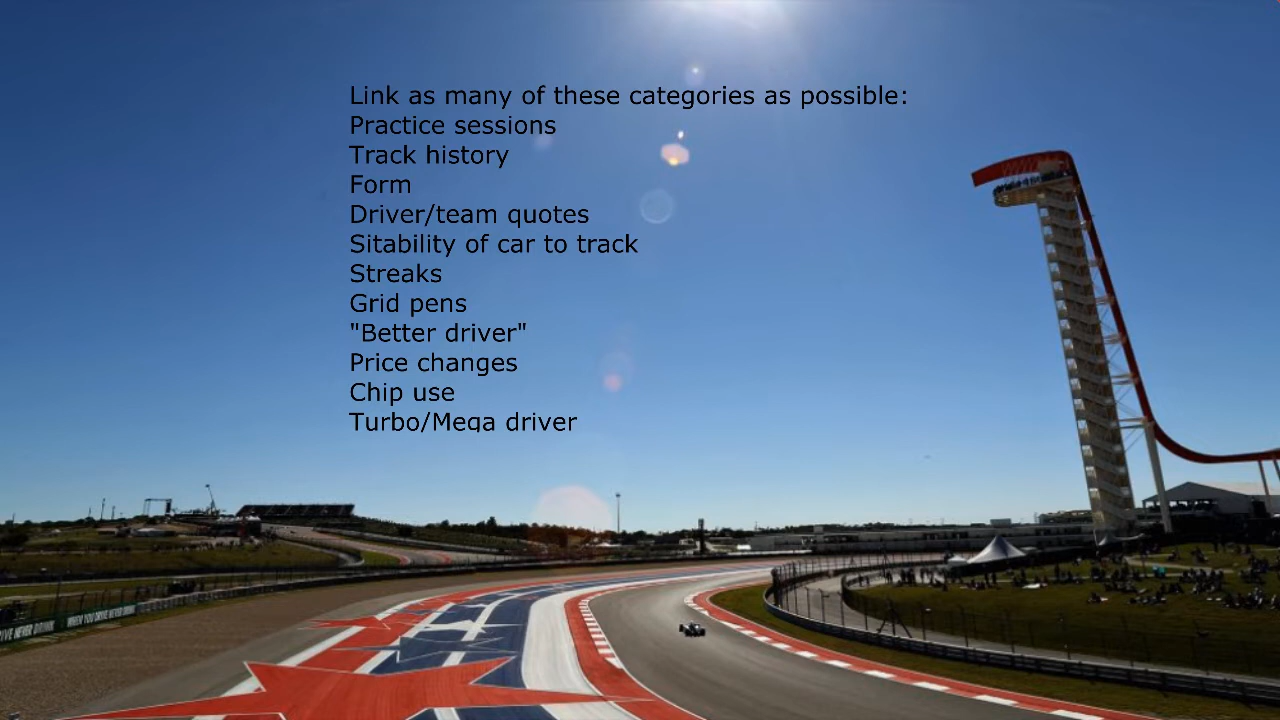 Link as many of these categories as possible:
Practice sessions
Track history
Form
Driver/team quotes
Sitability of car to track
Streaks
Grid pens
"Better driver"
Price changes
Chip use
Turbo/Mega driver